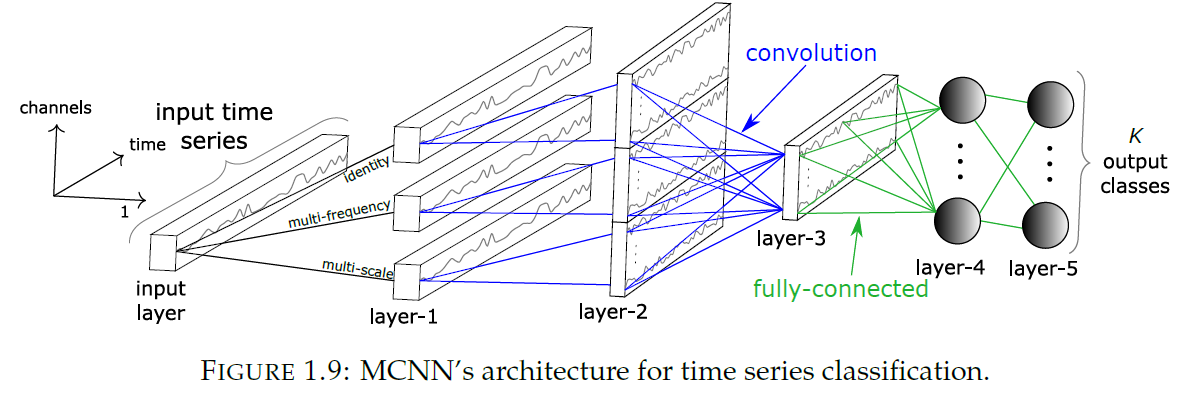 channels
time
1
input time
series
input
layer
identity
multi-frequency
multi-scale
layer-1
layer-2
convolution
layer-3
fully-connected
layer-4
layer-5
K
output
classes
FIGURE 1.9: MCNN’s architecture for time series classification.